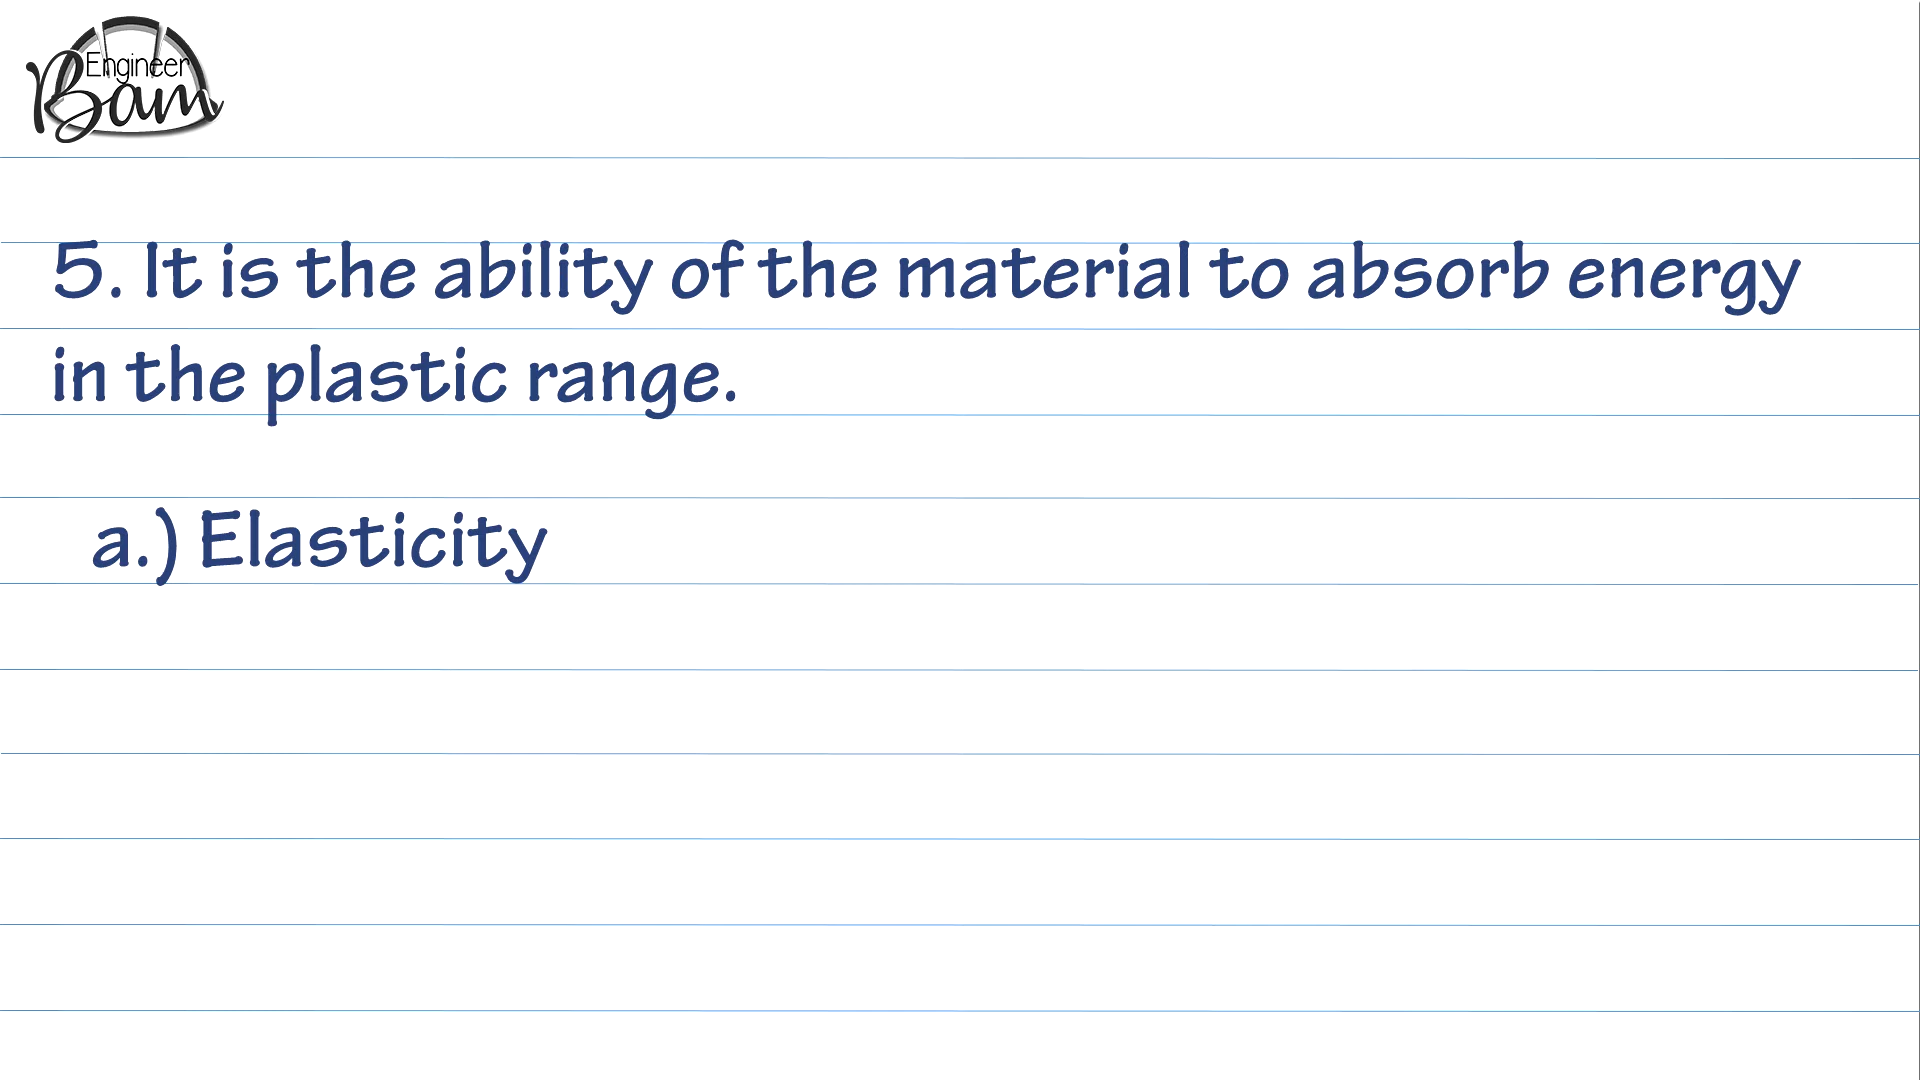 Engineer
Bam
5. It is the ability of the material to absorb energy
in the plastic range.
a.) Elasticity